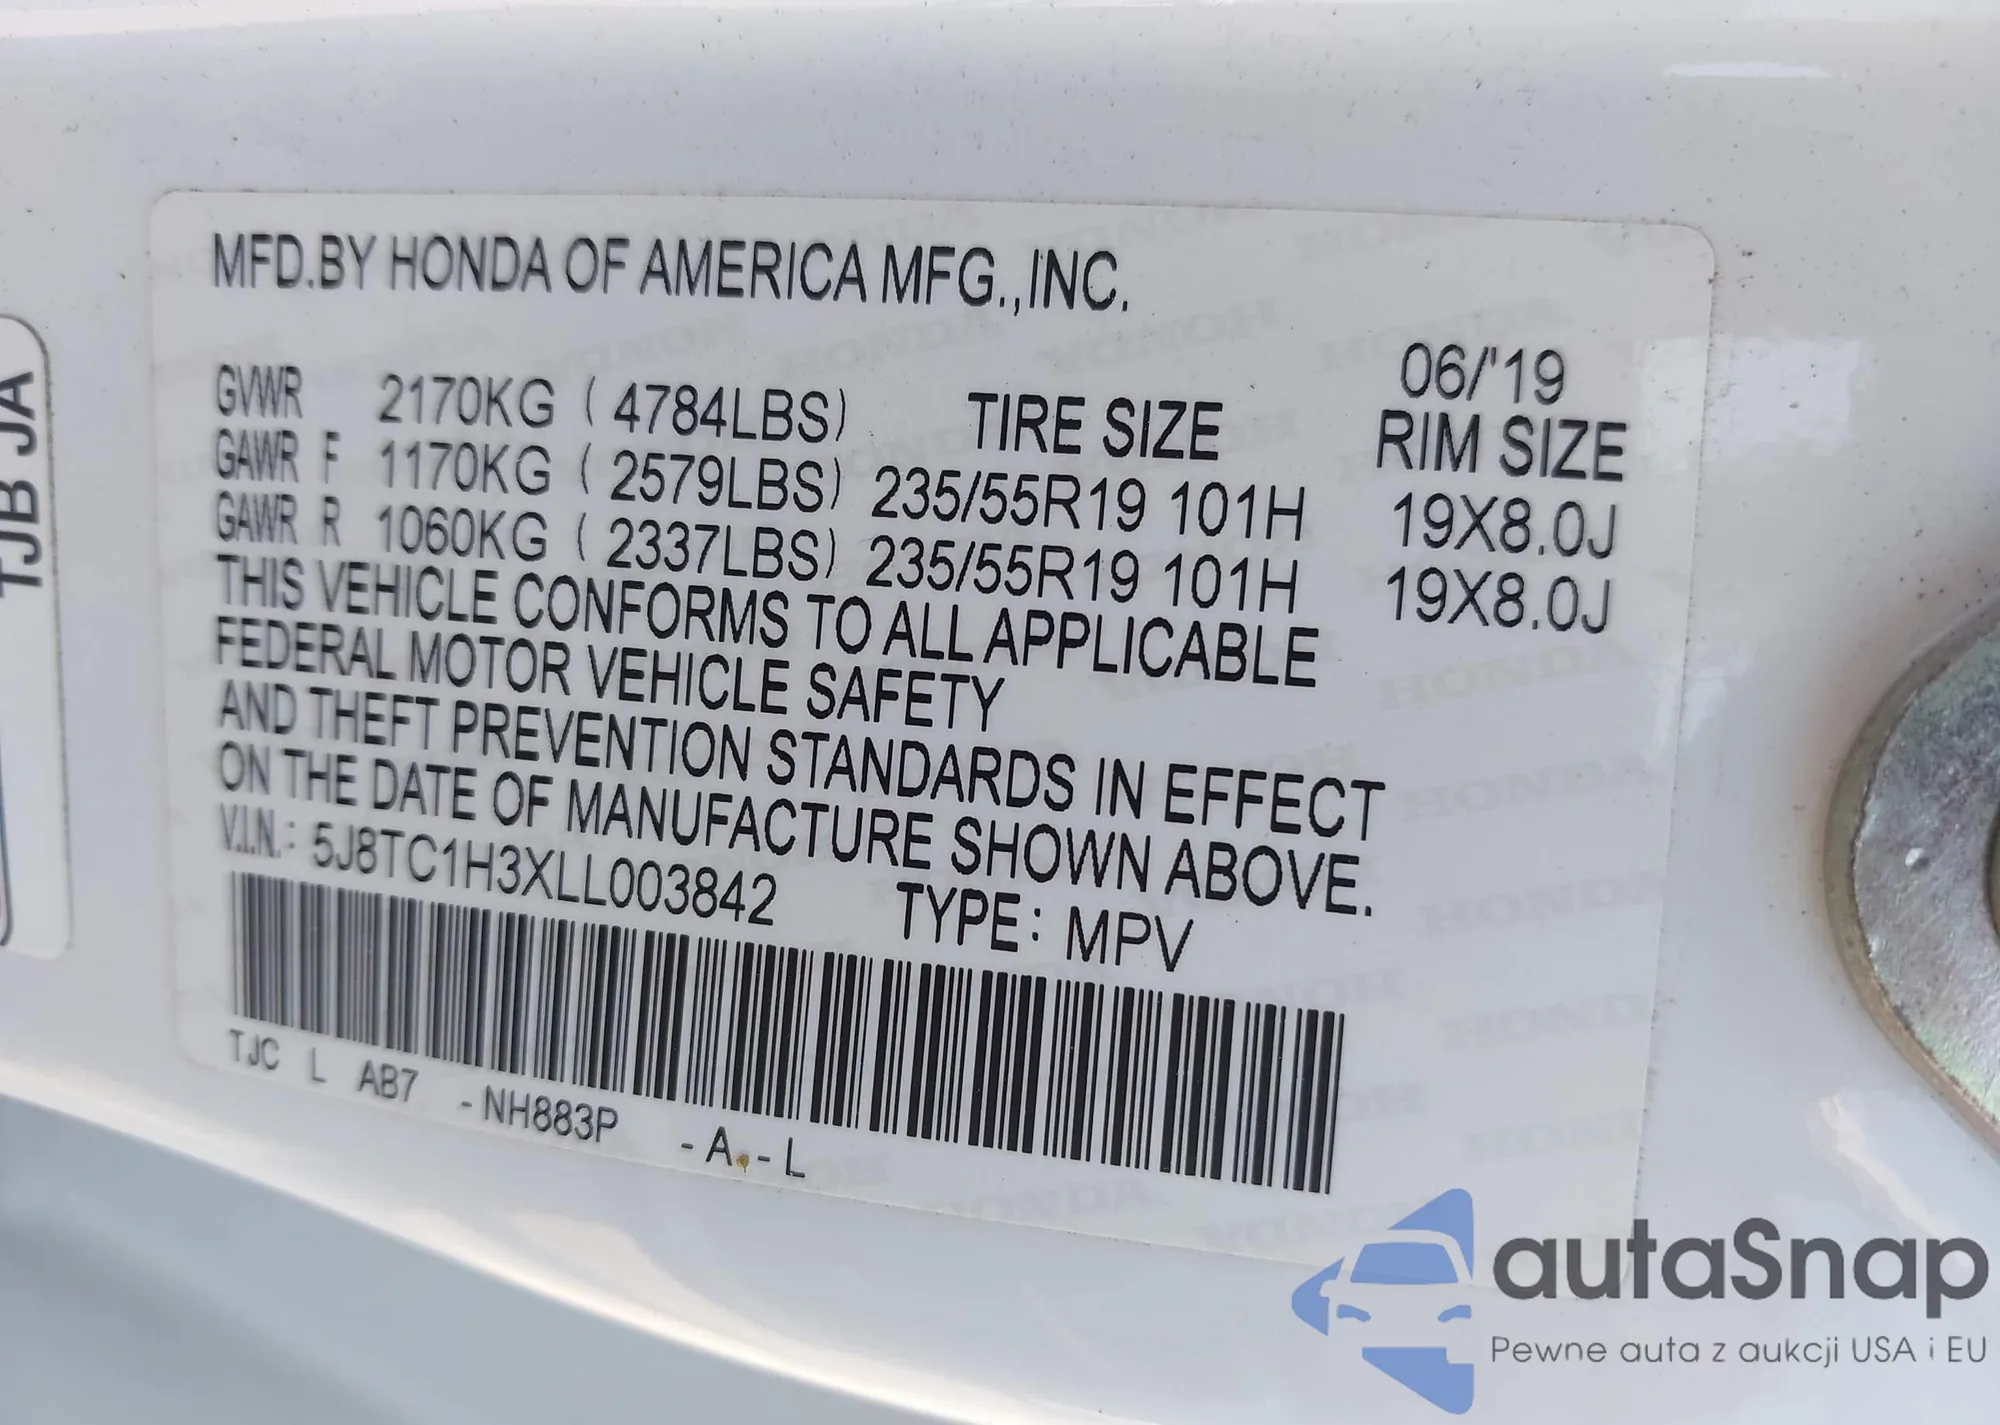 MFD.BY HONDA OF AMERICA MFG.,INC.
06/'19
GVWR 2170KG ( 4784LBS) TIRE SIZE RIM SIZE
GAWR F 1170KG ( 2579LBS) 235/55R19 101H 19X8.0J
GAWR R 1060KG ( 2337LBS) 235/55R19 101H 19X8.0J
THIS VEHICLE CONFORMS TO ALL APPLICABLE
FEDERAL MOTOR VEHICLE SAFETY
AND THEFT PREVENTION STANDARDS IN EFFECT
ON THE DATE OF MANUFACTURE SHOWN ABOVE.
V.I.N.: 5J8TC1H3XLL003842 TYPE: MPV
TJC L AB7 -NH883P -A -L
TJB JA
autaSnap
Pewne auta z aukcji USA i EU